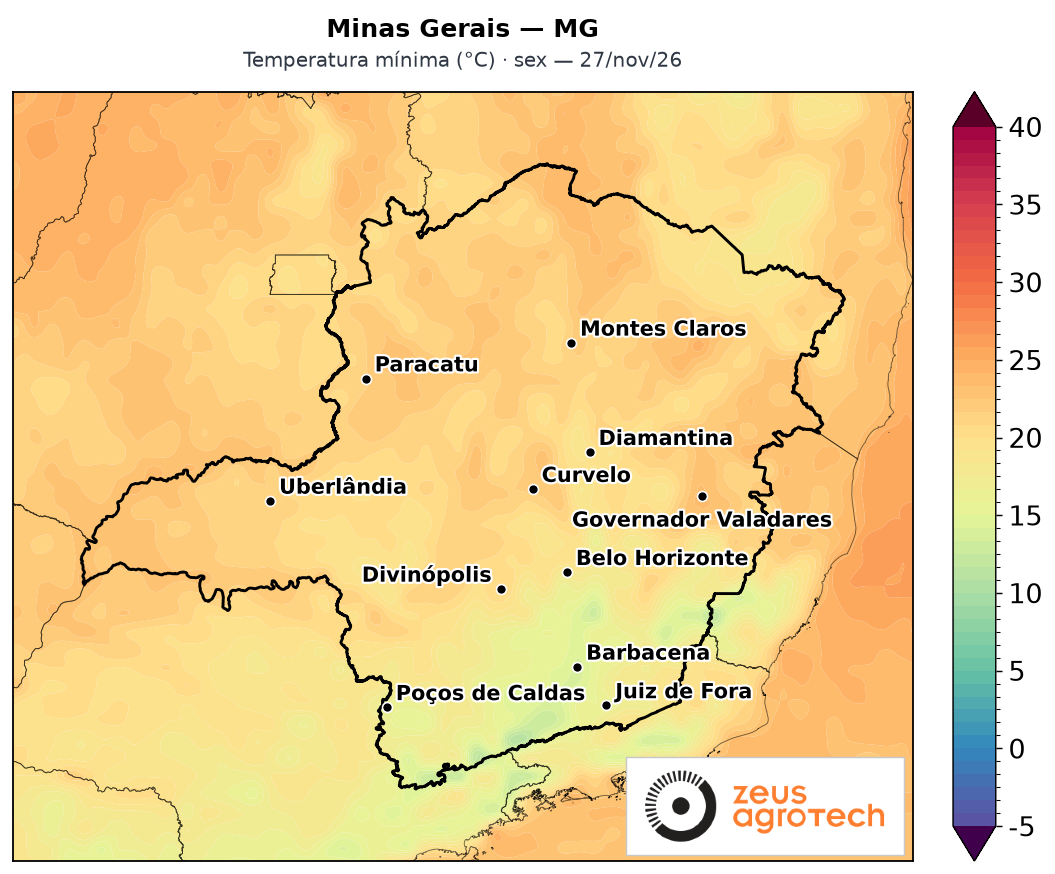 Minas Gerais — MG
Temperatura mínima (°C) · sex — 27/nov/26
40
35
30
25
20
15
10
5
0
-5
Montes Claros
Paracatu
Diamantina
Curvelo
Uberlândia
Governador Valadares
Belo Horizonte
Divinópolis
Barbacena
Poços de Caldas
Juiz de Fora
zeus
agrotech